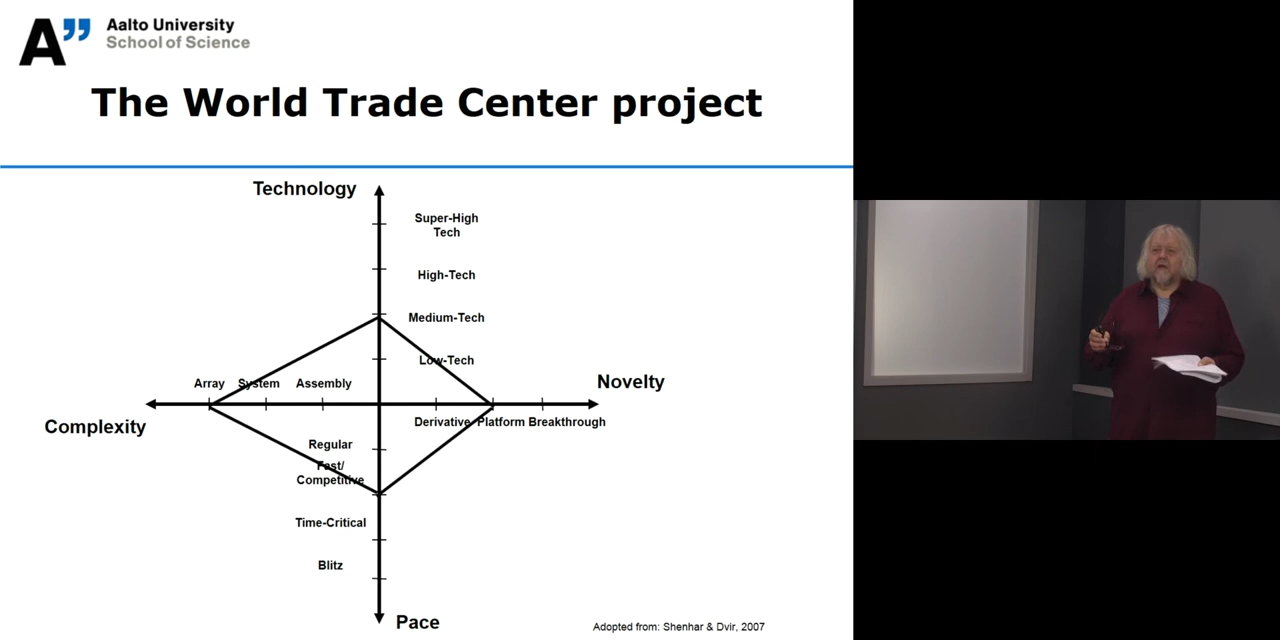 A”
Aalto University
School of Science
The World Trade Center project
Technology
Super-High
Tech
High-Tech
Medium-Tech
Low-Tech
Array System Assembly
Novelty
Complexity
Derivative Platform Breakthrough
Regular
Fast/
Competitive
Time-Critical
Blitz
Pace
Adopted from: Shenhar & Dvir, 2007